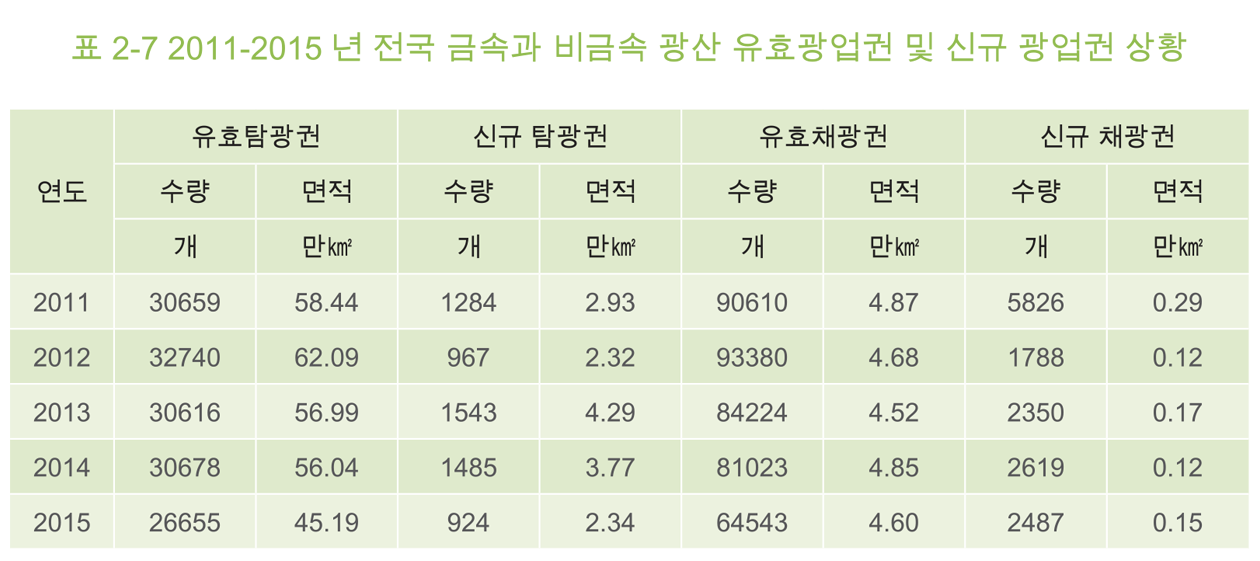 표 2-7 2011-2015 년 전국 금속과 비금속 광산 유효광업권 및 신규 광업권 상황
연도 유효탐광권 신규 탐광권 유효채광권 신규 채광권
수량 면적 수량 면적 수량 면적 수량 면적
개 만㎢ 개 만㎢ 개 만㎢ 개 만㎢
2011 30659 58.44 1284 2.93 90610 4.87 5826 0.29
2012 32740 62.09 967 2.32 93380 4.68 1788 0.12
2013 30616 56.99 1543 4.29 84224 4.52 2350 0.17
2014 30678 56.04 1485 3.77 81023 4.85 2619 0.12
2015 26655 45.19 924 2.34 64543 4.60 2487 0.15